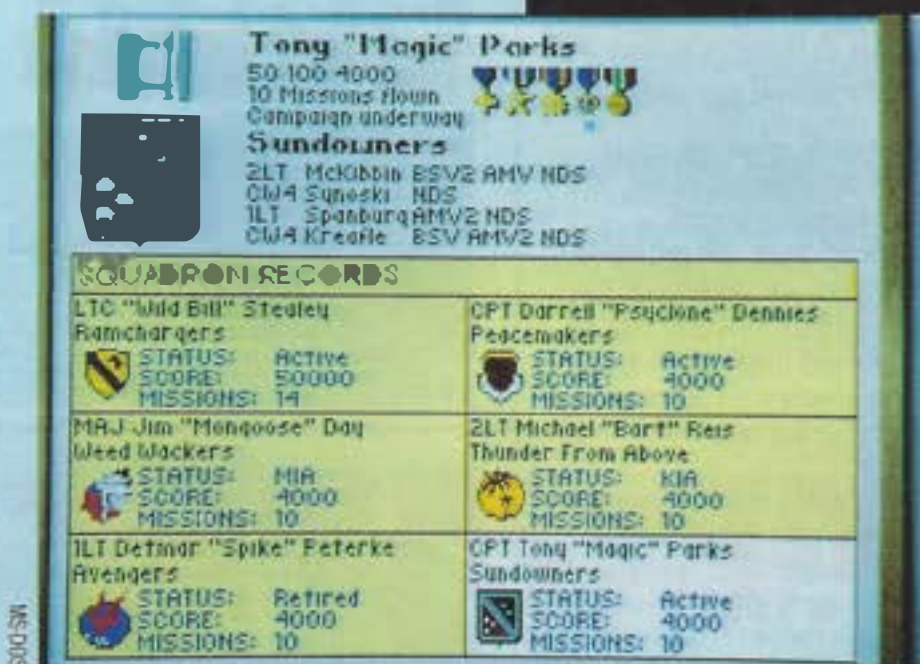 Tony "Magic" Parks
50 100 4000
10 Missions flown
Campaign underway
Sundowners
2LT McKibbin BSV2 AMV NDS
CW4 Synoski NDS
1LT Spanburg AMV2 NDS
CW4 Kreafle BSV AMV2 NDS
SQUADRON RECORDS
LTC "Wild Bill" Stealey
Ramchargers
STATUS: Active
SCORE: 50000
MISSIONS: 14
CPT Darrell "Psyclone" Dennies
Peacemakers
STATUS: Active
SCORE: 4000
MISSIONS: 10
MAJ Jim "Mongoose" Day
Weed Wackers
STATUS: MIA
SCORE: 4000
MISSIONS: 10
2LT Michael "Bart" Reis
Thunder From Above
STATUS: KIA
SCORE: 4000
MISSIONS: 10
1LT Detmar "Spike" Peterke
Avengers
STATUS: Retired
SCORE: 4000
MISSIONS: 10
CPT Tony "Magic" Parks
Sundowners
STATUS: Active
SCORE: 4000
MISSIONS: 10
MS-DOS